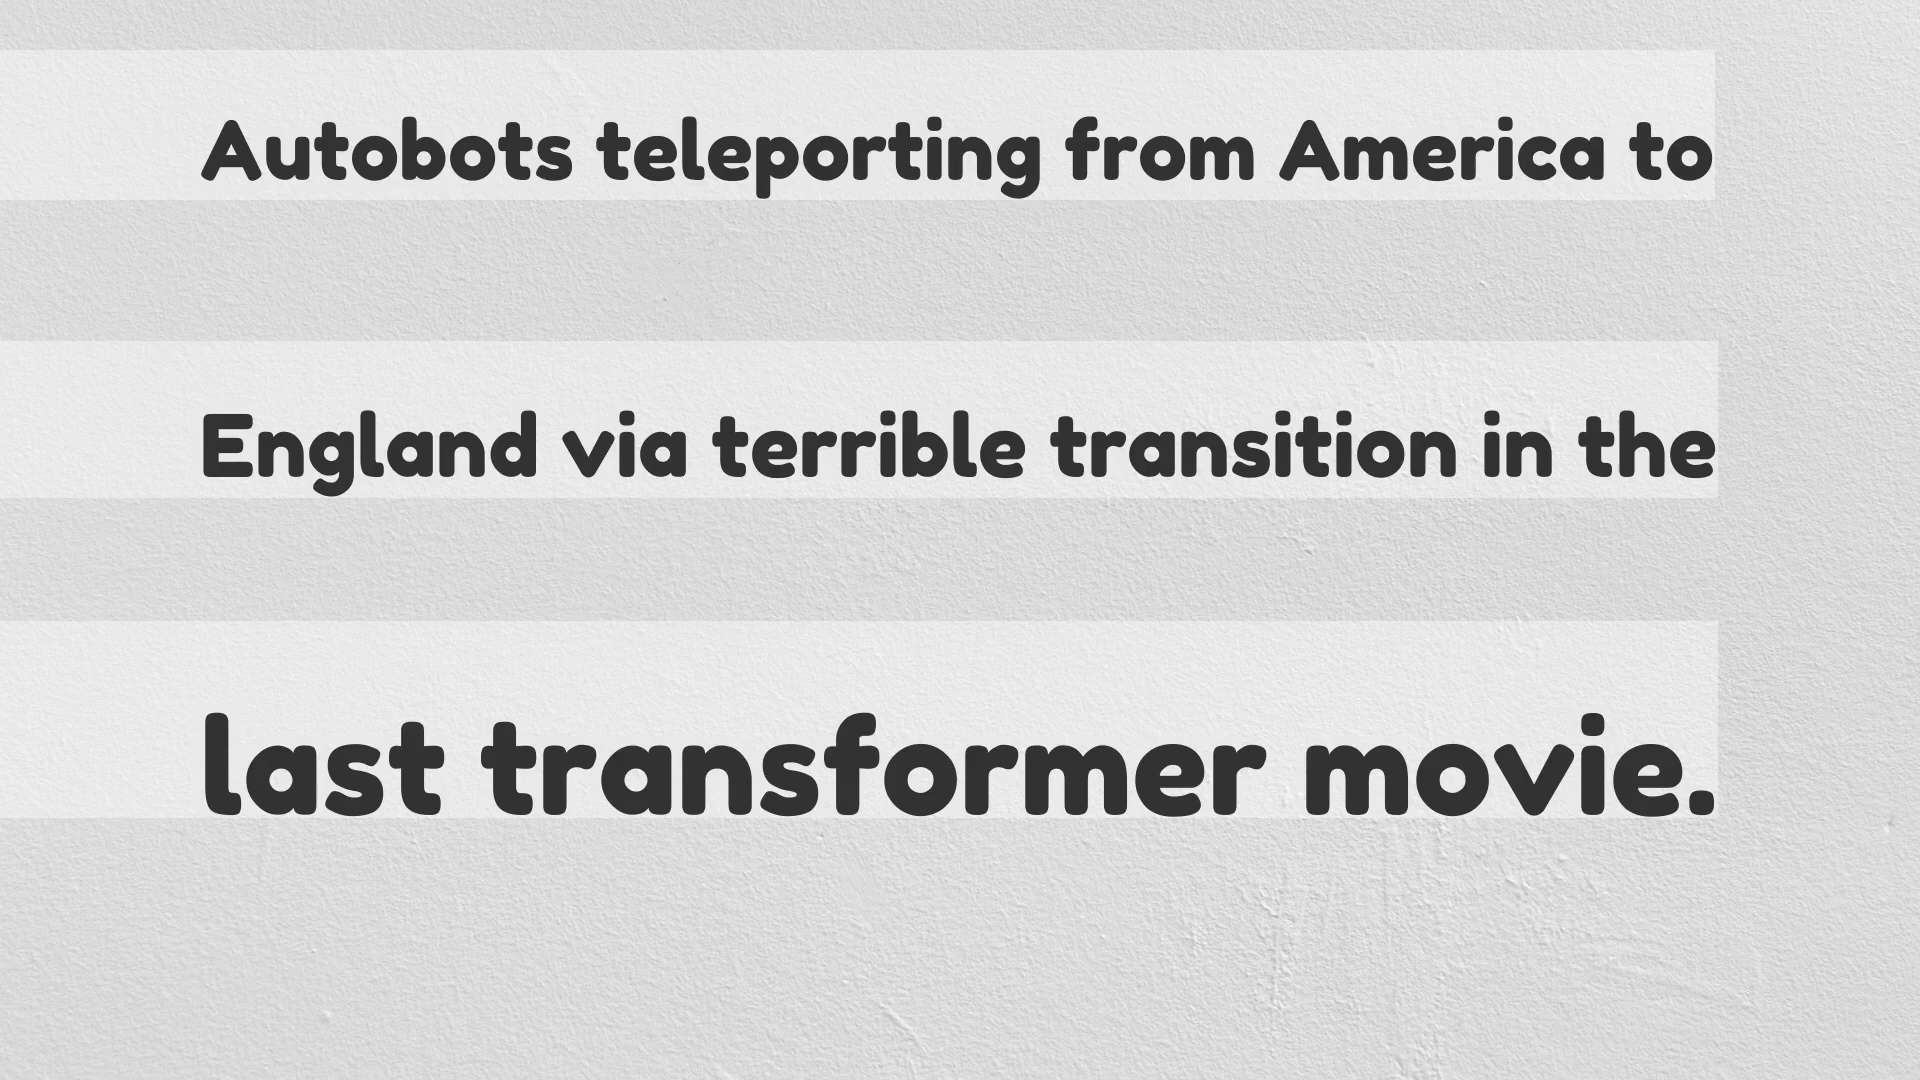 Autobots teleporting from America to
England via terrible transition in the
last transformer movie.